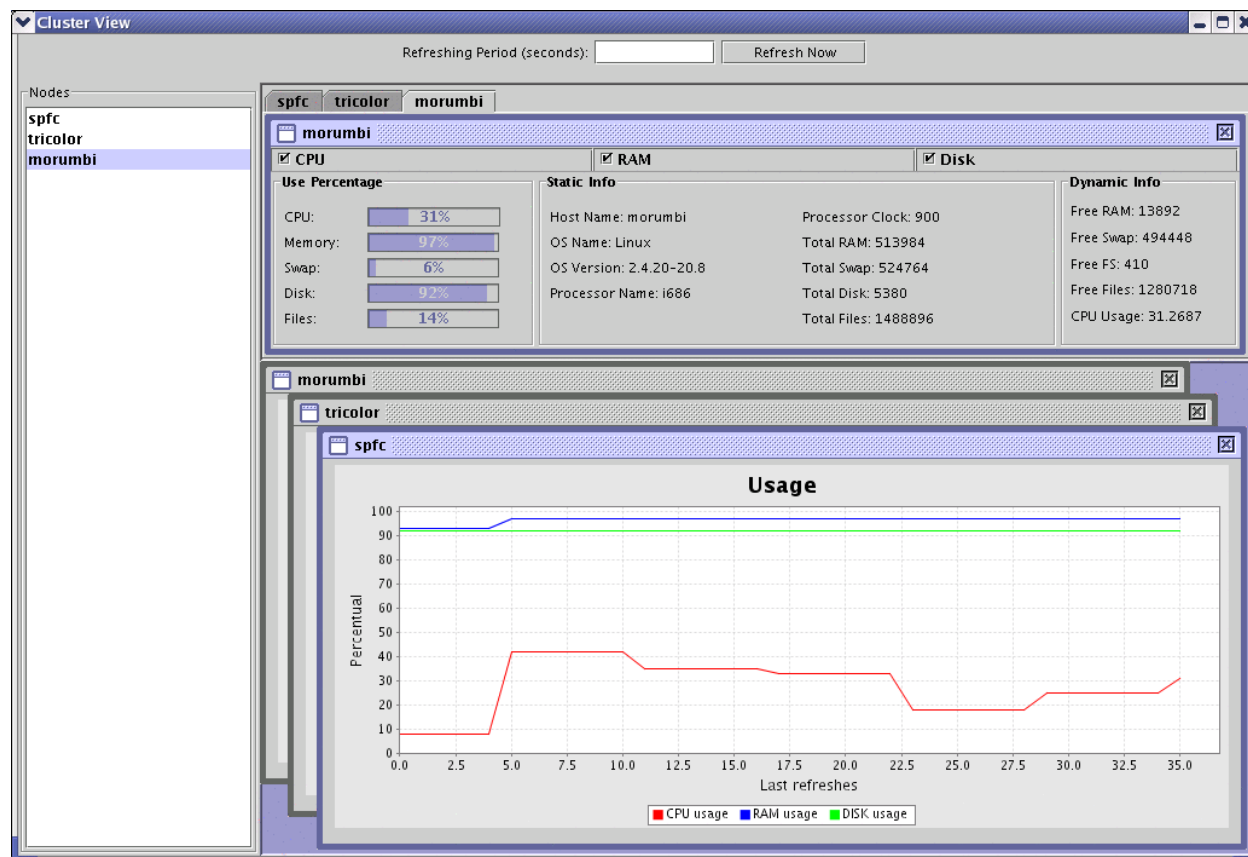 Cluster View
Refreshing Period (seconds): Refresh Now
Nodes
spfc
tricolor
morumbi
spfc tricolor morumbi
morumbi
CPU RAM Disk
Use Percentage
CPU: 31%
Memory: 97%
Swap: 6%
Disk: 92%
Files: 14%
Static Info
Host Name: morumbi Processor Clock: 900
OS Name: Linux Total RAM: 513984
OS Version: 2.4.20-20.8 Total Swap: 524764
Processor Name: i686 Total Disk: 5380
Total Files: 1488896
Dynamic Info
Free RAM: 13892
Free Swap: 494448
Free FS: 410
Free Files: 1280718
CPU Usage: 31.2687
morumbi
tricolor
spfc
Usage
Percentual
100
90
80
70
60
50
40
30
20
10
0
0.0 2.5 5.0 7.5 10.0 12.5 15.0 17.5 20.0 22.5 25.0 27.5 30.0 32.5 35.0
Last refreshes
CPU usage RAM usage DISK usage